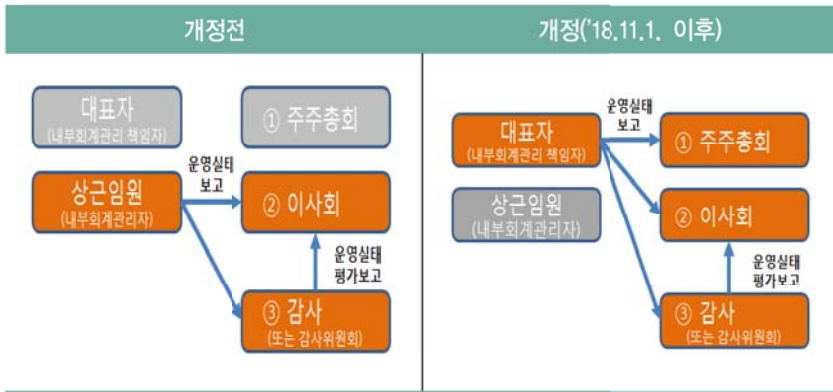 개정전
개정('18.11.1. 이후)
대표자
(내부회계관리 책임자)
① 주주총회
상근임원
(내부회계관리자)
운영실태
보고
② 이사회
운영실태
평가보고
③ 감사
(또는 감사위원회)
대표자
(내부회계관리 책임자)
운영실태
보고
① 주주총회
상근임원
(내부회계관리자)
② 이사회
운영실태
평가보고
③ 감사
(또는 감사위원회)